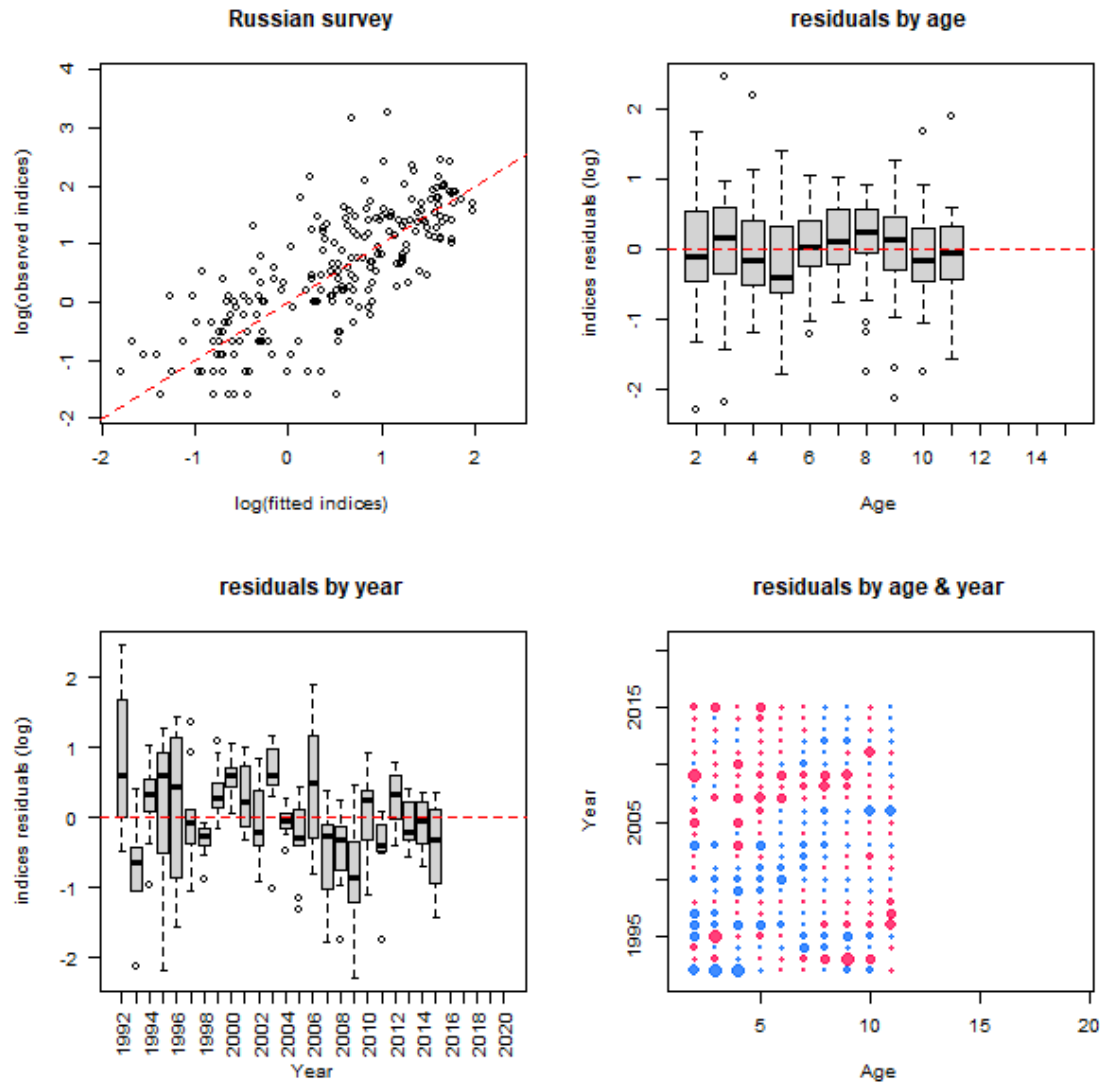 Russian survey
4
3
2
1
0
-1
-2
log(observed indices)
-2 -1 0 1 2
log(fitted indices)
residuals by age
2
1
0
-1
-2
indices residuals (log)
2 4 6 8 10 12 14
Age
residuals by year
2
1
0
-1
-2
indices residuals (log)
1992 1994 1996 1998 2000 2002 2004 2006 2008 2010 2012 2014 2016 2018 2020
Year
residuals by age & year
2015
2005
1995
Year
5 10 15 20
Age